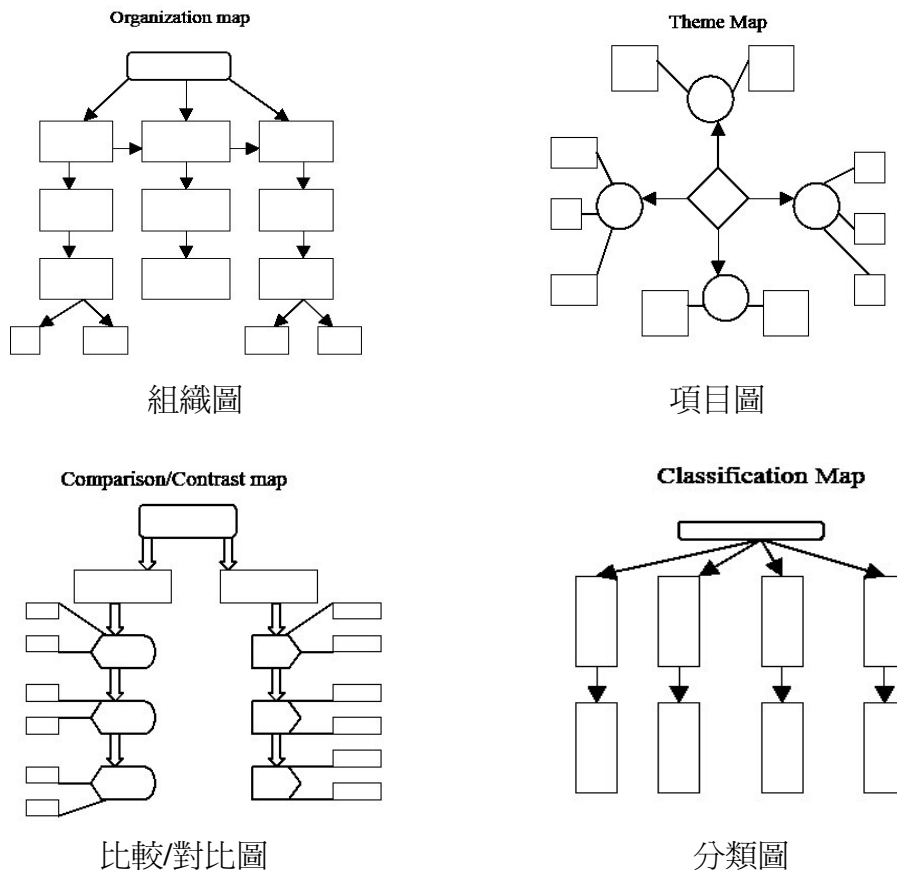 Organization map
Theme Map
組織圖
項目圖
Comparison/Contrast map
Classification Map
比較/對比圖
分類圖